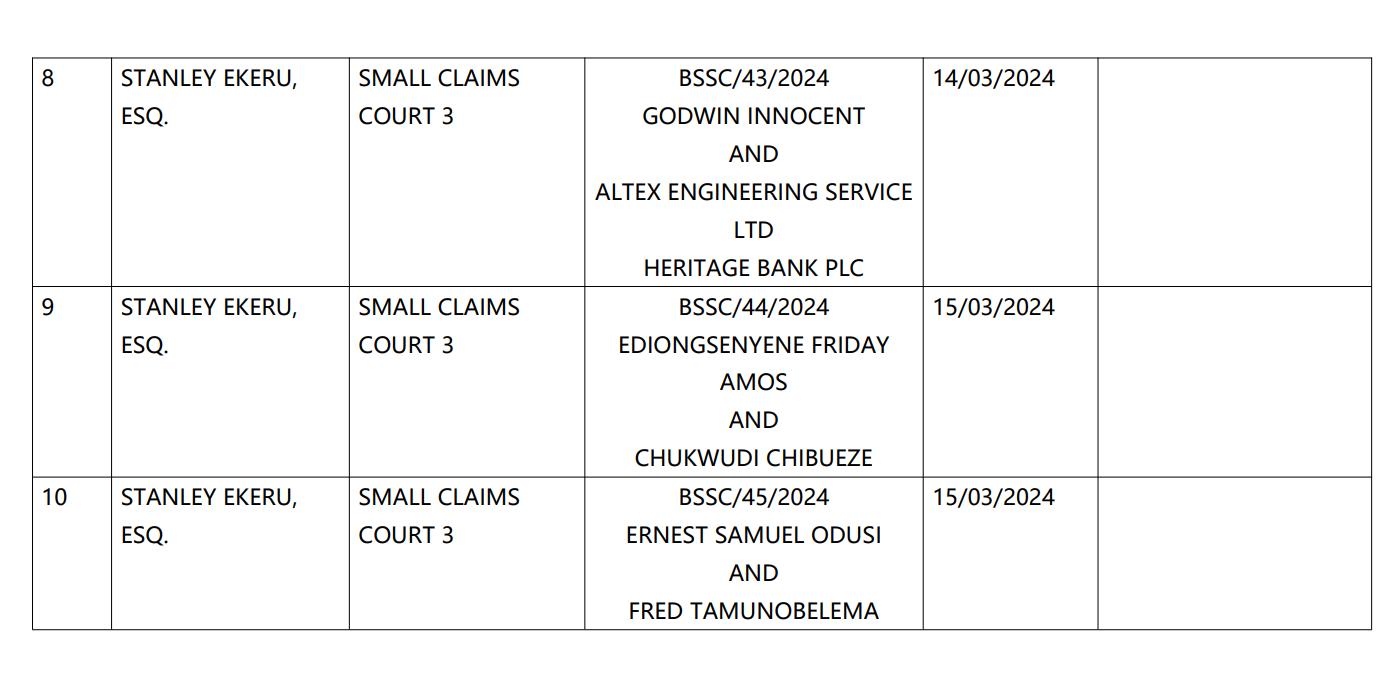 8
STANLEY EKERU,
ESQ.
SMALL CLAIMS
COURT 3
BSSC/43/2024
GODWIN INNOCENT
AND
ALTEX ENGINEERING SERVICE
LTD
HERITAGE BANK PLC
14/03/2024
9
STANLEY EKERU,
ESQ.
SMALL CLAIMS
COURT 3
BSSC/44/2024
EDIONGSENYENE FRIDAY
AMOS
AND
CHUKWUDI CHIBUEZE
15/03/2024
10
STANLEY EKERU,
ESQ.
SMALL CLAIMS
COURT 3
BSSC/45/2024
ERNEST SAMUEL ODUSI
AND
FRED TAMUNOBELEMA
15/03/2024